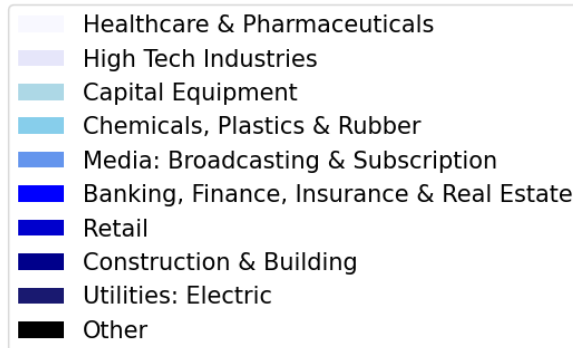 Healthcare & Pharmaceuticals
High Tech Industries
Capital Equipment
Chemicals, Plastics & Rubber
Media: Broadcasting & Subscription
Banking, Finance, Insurance & Real Estate
Retail
Construction & Building
Utilities: Electric
Other